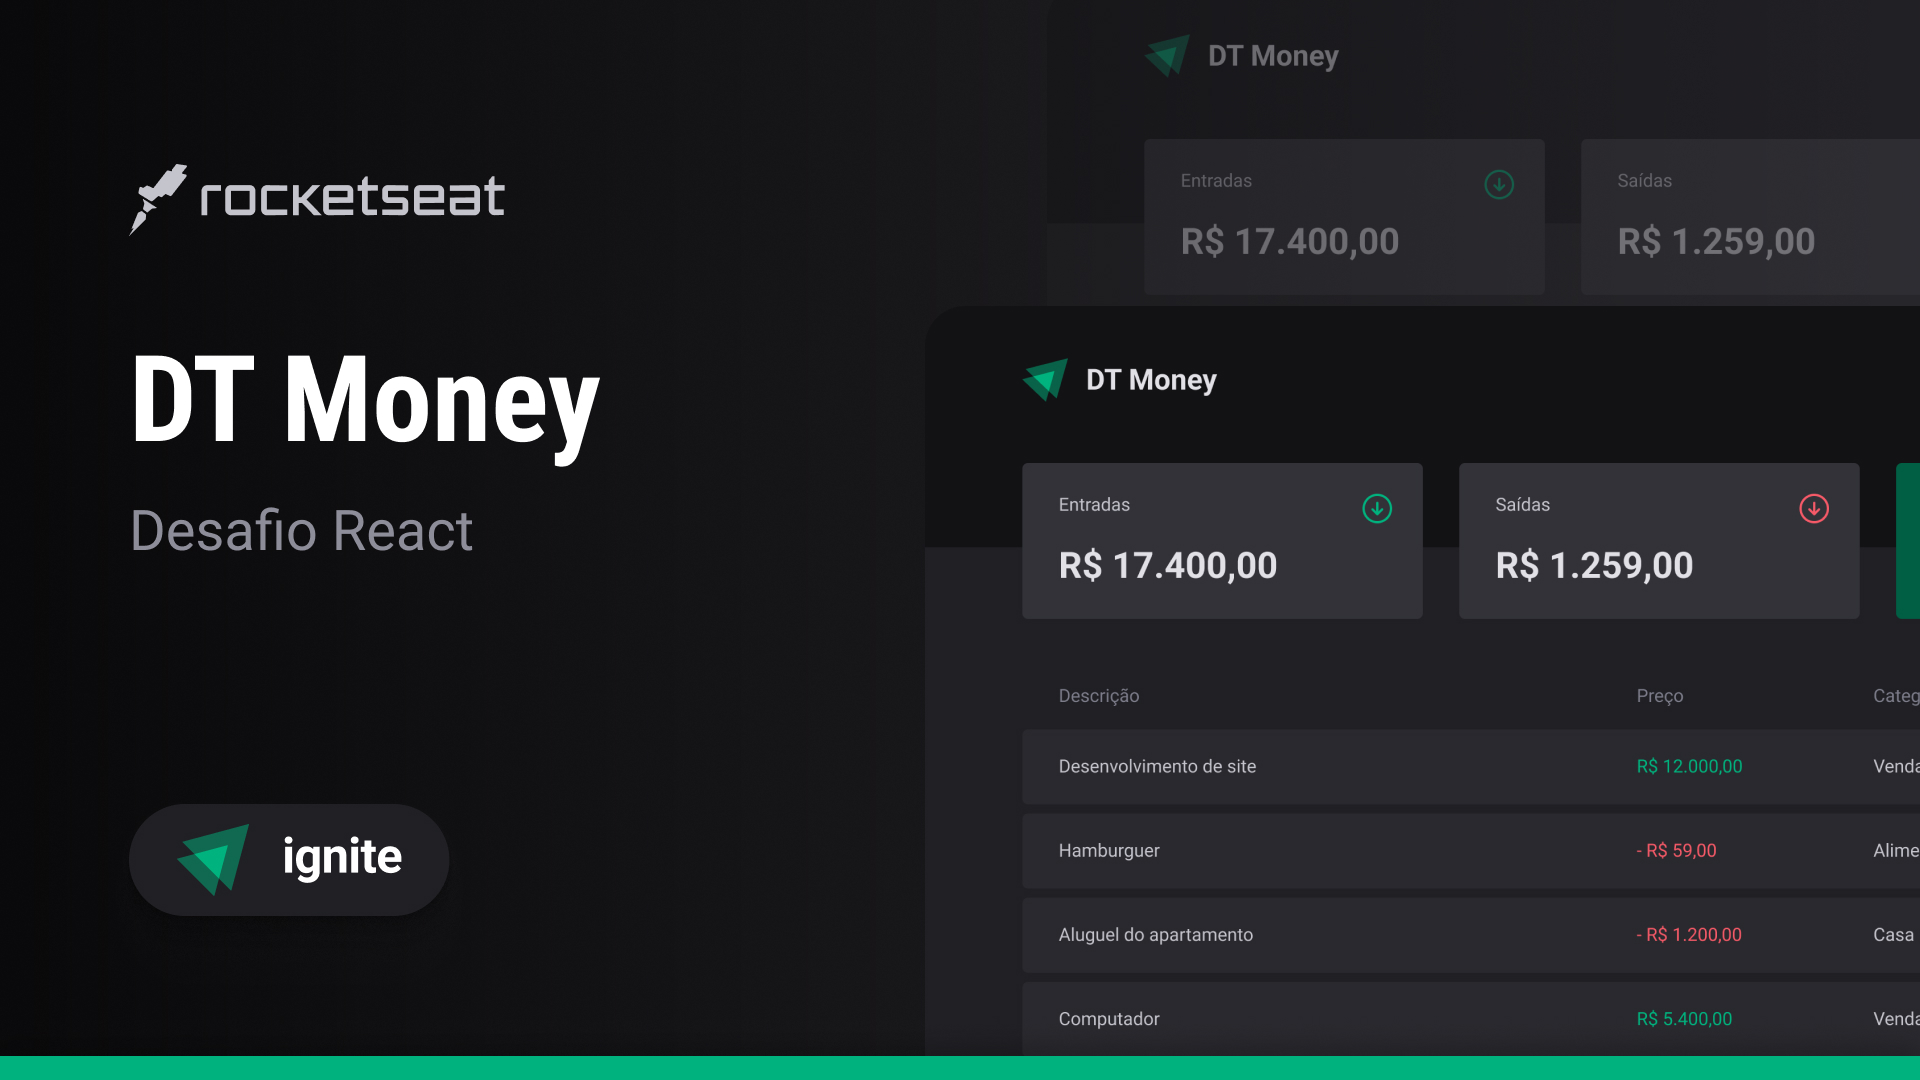 rocketseat
DT Money
Desafio React
ignite
DT Money
Entradas
R$ 17.400,00
Saídas
R$ 1.259,00
DT Money
Entradas
R$ 17.400,00
Saídas
R$ 1.259,00
Descrição Preço Categ
Desenvolvimento de site R$ 12.000,00 Venda
Hamburguer - R$ 59,00 Alime
Aluguel do apartamento - R$ 1.200,00 Casa
Computador R$ 5.400,00 Venda